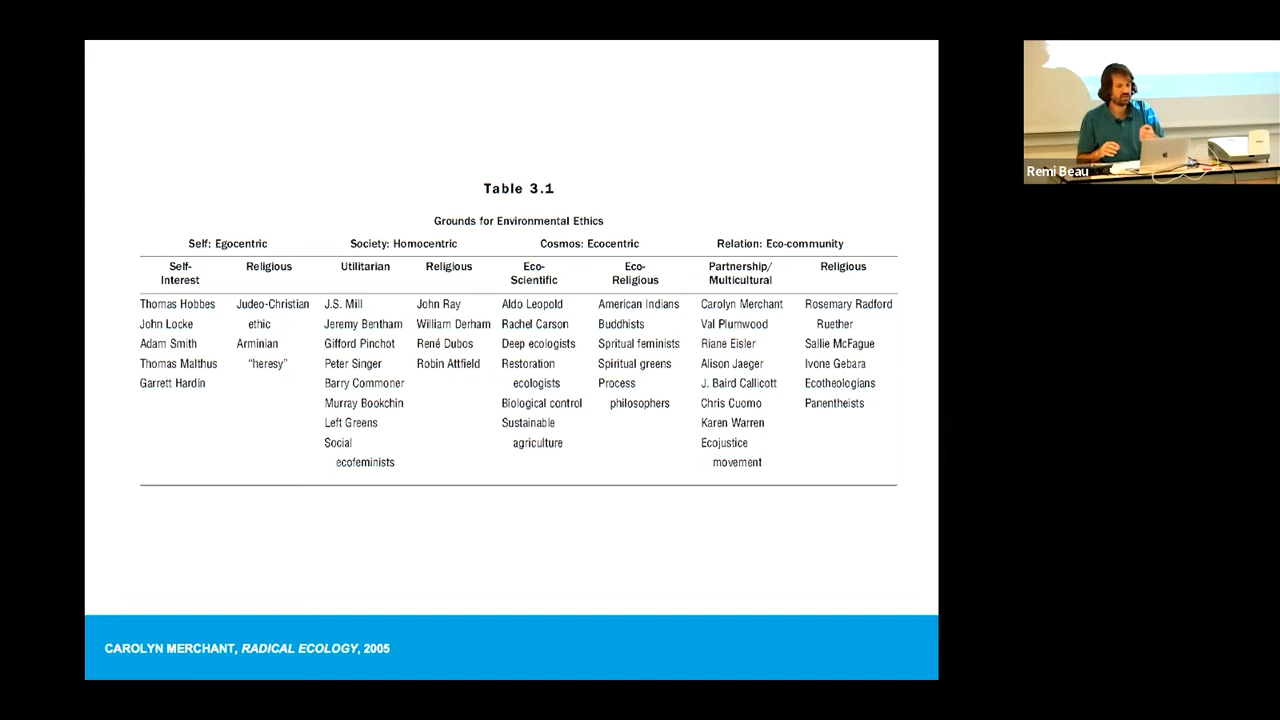 Table 3.1
Grounds for Environmental Ethics
Self: Egocentric Society: Homocentric Cosmos: Ecocentric Relation: Eco-community
Self- Religious Utilitarian Religious Eco- Eco- Partnership/ Religious
Interest Scientific Religious Multicultural
Thomas Hobbes Judeo-Christian J.S. Mill John Ray Aldo Leopold American Indians Carolyn Merchant Rosemary Radford
John Locke ethic Jeremy Bentham William Derham Rachel Carson Buddhists Val Plumwood Ruether
Adam Smith Arminian Gifford Pinchot René Dubos Deep ecologists Spritual feminists Riane Eisler Sallie McFague
Thomas Malthus “heresy” Peter Singer Robin Attfield Restoration Spiritual greens Alison Jaeger Ivone Gebara
Garrett Hardin Barry Commoner ecologists Process J. Baird Callicott Ecotheologians
Murray Bookchin Biological control philosophers Chris Cuomo Panentheists
Left Greens Sustainable Karen Warren
Social agriculture Ecojustice
ecofeminists movement
CAROLYN MERCHANT, RADICAL ECOLOGY, 2005
Remi Beau